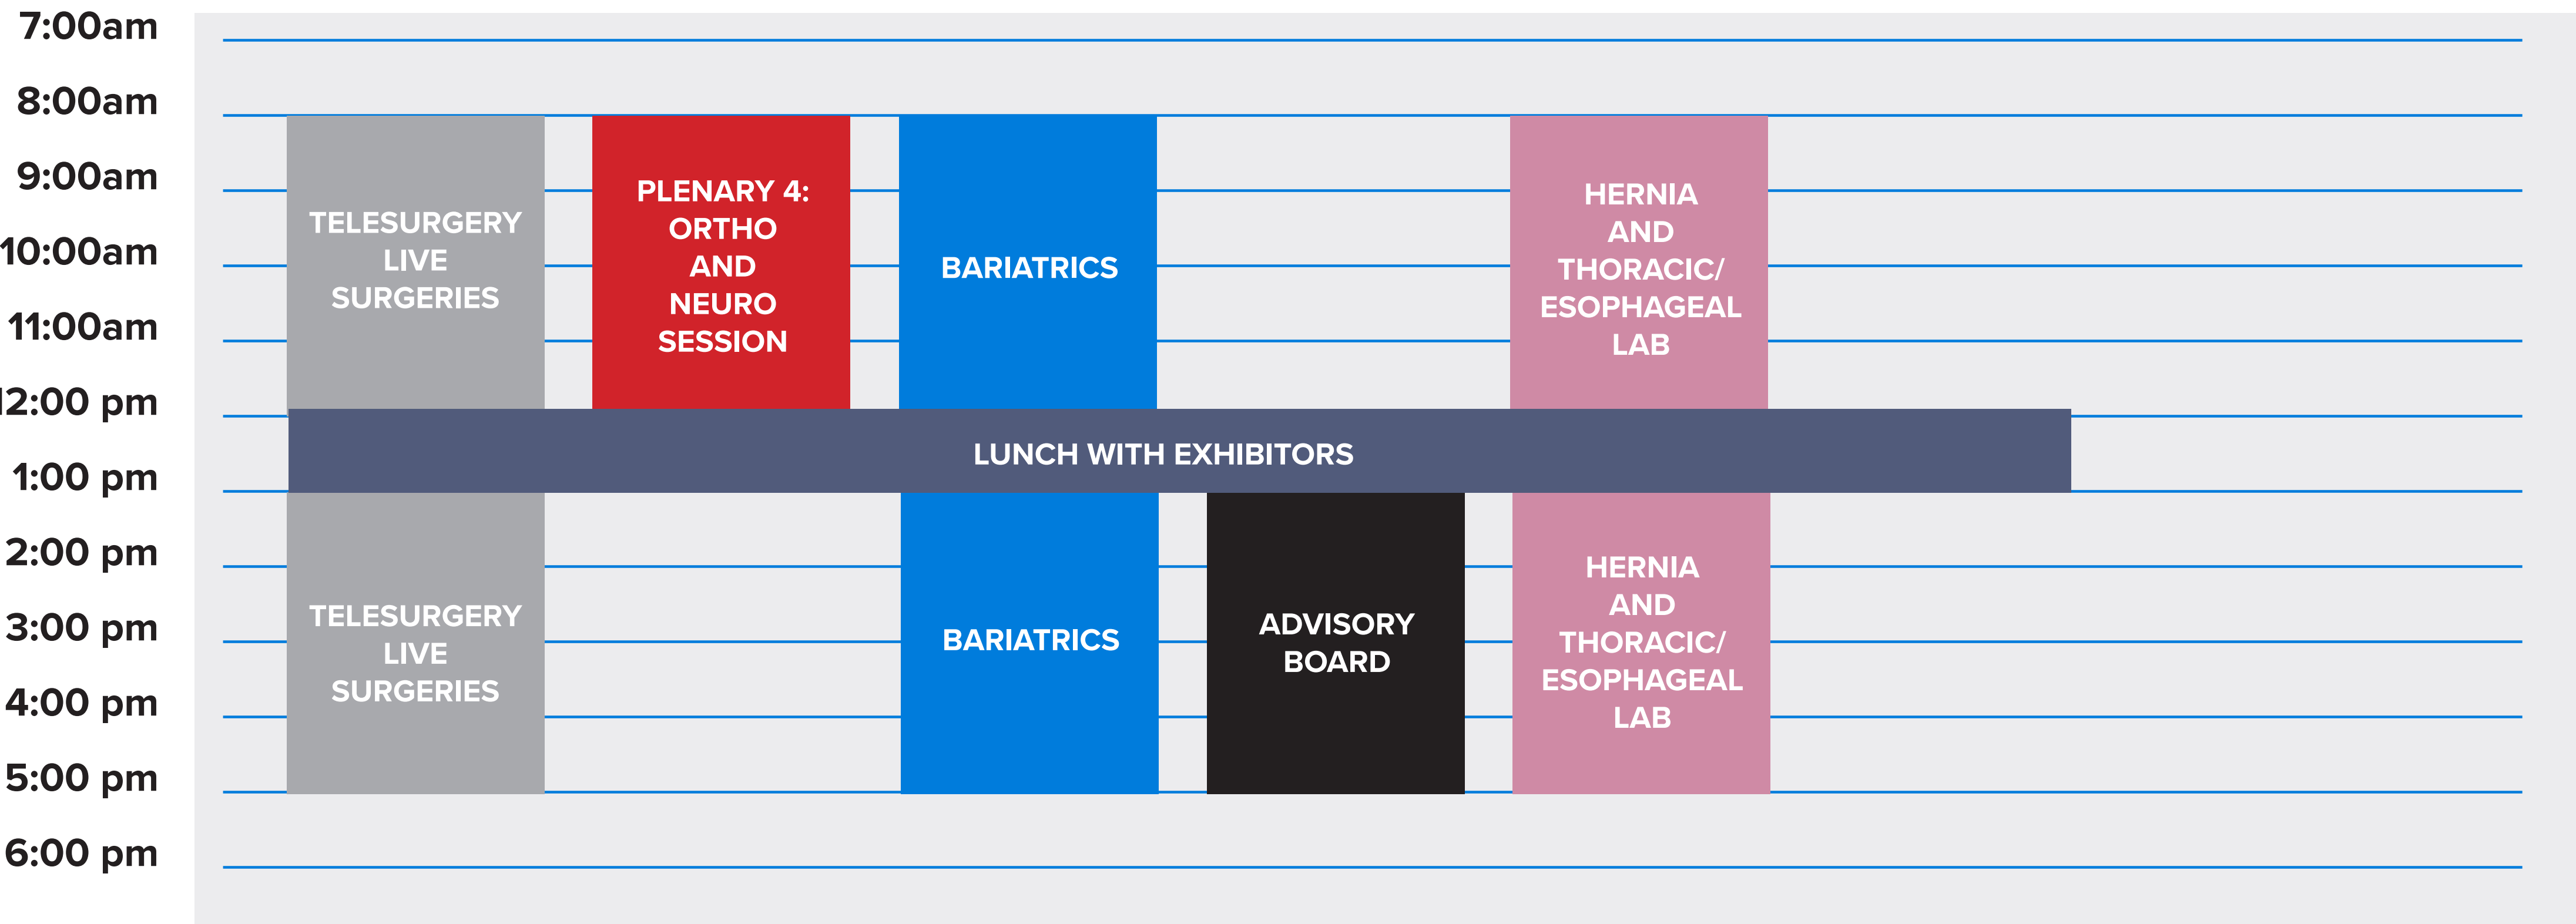 7:00am
8:00am
9:00am
10:00am
11:00am
12:00 pm
1:00 pm
2:00 pm
3:00 pm
4:00 pm
5:00 pm
6:00 pm
TELESURGERY
LIVE
SURGERIES
PLENARY 4:
ORTHO
AND
NEURO
SESSION
BARIATRICS
HERNIA
AND
THORACIC/
ESOPHAGEAL
LAB
LUNCH WITH EXHIBITORS
TELESURGERY
LIVE
SURGERIES
BARIATRICS
ADVISORY
BOARD
HERNIA
AND
THORACIC/
ESOPHAGEAL
LAB